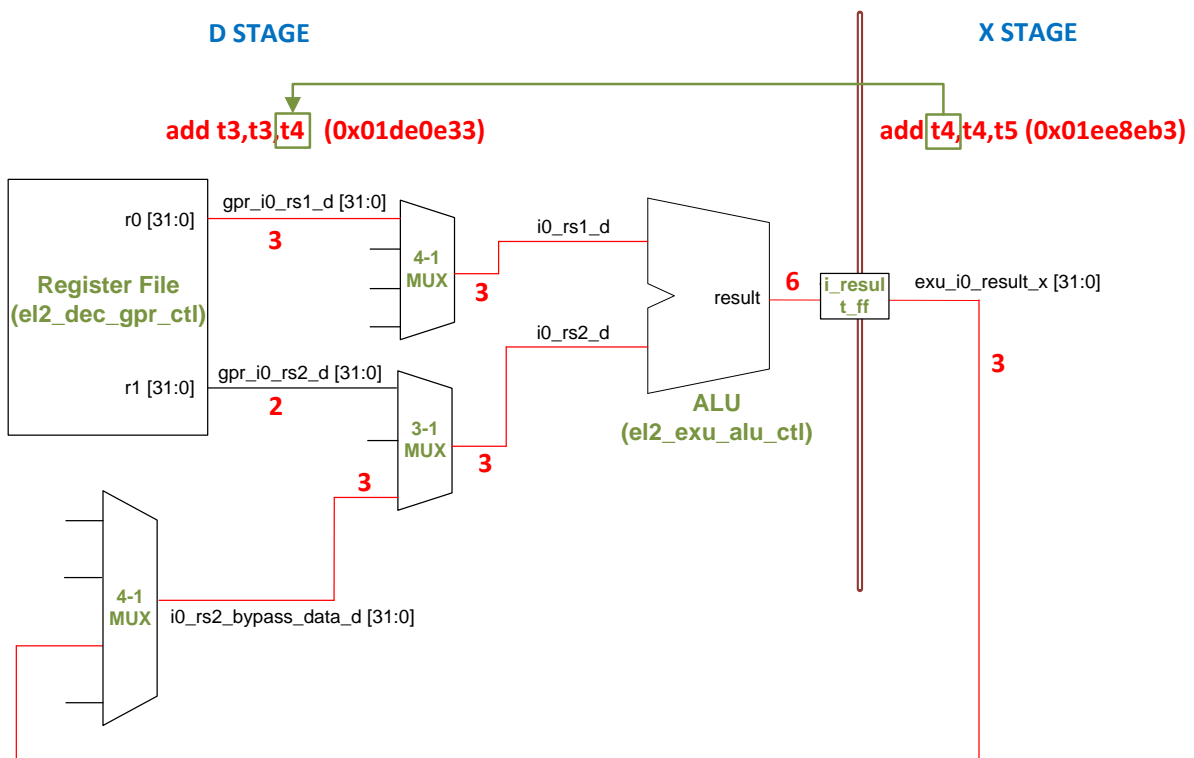 D STAGE
X STAGE
add t3,t3,t4 (0x01de0e33)
add t4,t4,t5 (0x01ee8eb3)
r0 [31:0]
gpr_i0_rs1_d [31:0]
3
Register File
(el2_dec_gpr_ctl)
r1 [31:0]
gpr_i0_rs2_d [31:0]
2
4-1
MUX
3
i0_rs1_d
i0_rs2_d
3-1
MUX
3
3
result
ALU
(el2_exu_alu_ctl)
6
i_resul
t_ff
exu_i0_result_x [31:0]
3
4-1
MUX
i0_rs2_bypass_data_d [31:0]